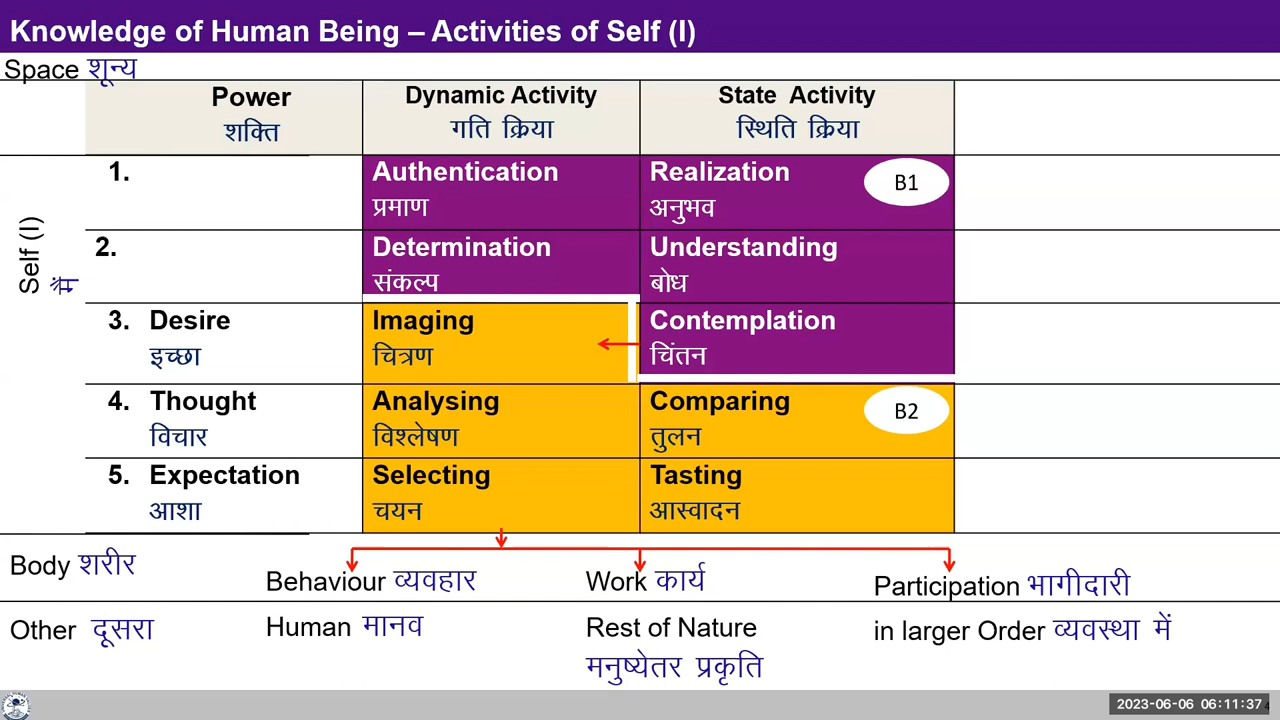 Knowledge of Human Being – Activities of Self (I)
Space शून्य
Power
शक्ति
Dynamic Activity
गति क्रिया
State Activity
स्थिति क्रिया
Self (I)
मैं
1.
Authentication
प्रमाण
Realization
अनुभव
B1
2.
Determination
संकल्प
Understanding
बोध
3. Desire
इच्छा
Imaging
चित्रण
Contemplation
चिंतन
4. Thought
विचार
Analysing
विश्लेषण
Comparing
तुलन
B2
5. Expectation
आशा
Selecting
चयन
Tasting
आस्वादन
Body शरीर
Behaviour व्यवहार
Work कार्य
Participation भागीदारी
Other दूसरा
Human मानव
Rest of Nature
मनुष्येतर प्रकृति
in larger Order व्यवस्था में
2023-06-06 06:11:37